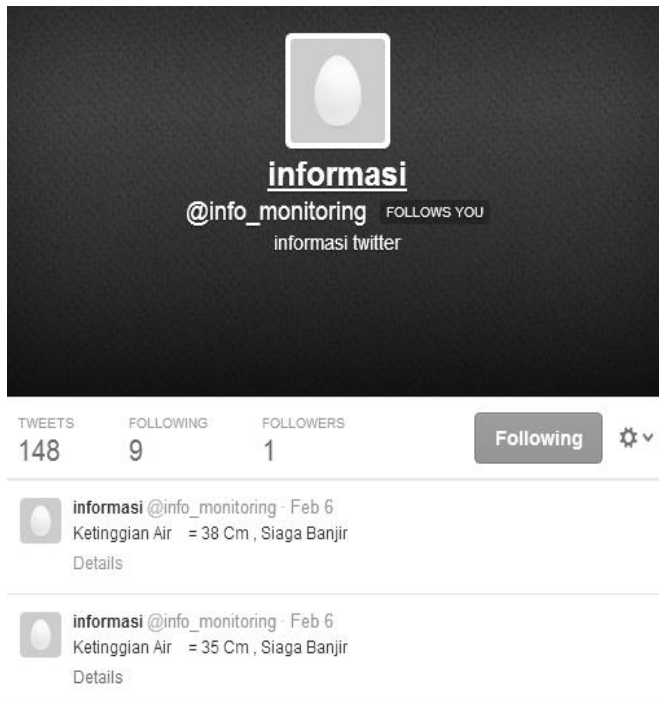 informasi
@info_monitoring FOLLOWS YOU
informasi twitter
TWEETS FOLLOWING FOLLOWERS
148 9 1
Following
informasi @info_monitoring · Feb 6
Ketinggian Air = 38 Cm , Siaga Banjir
Details
informasi @info_monitoring · Feb 6
Ketinggian Air = 35 Cm , Siaga Banjir
Details